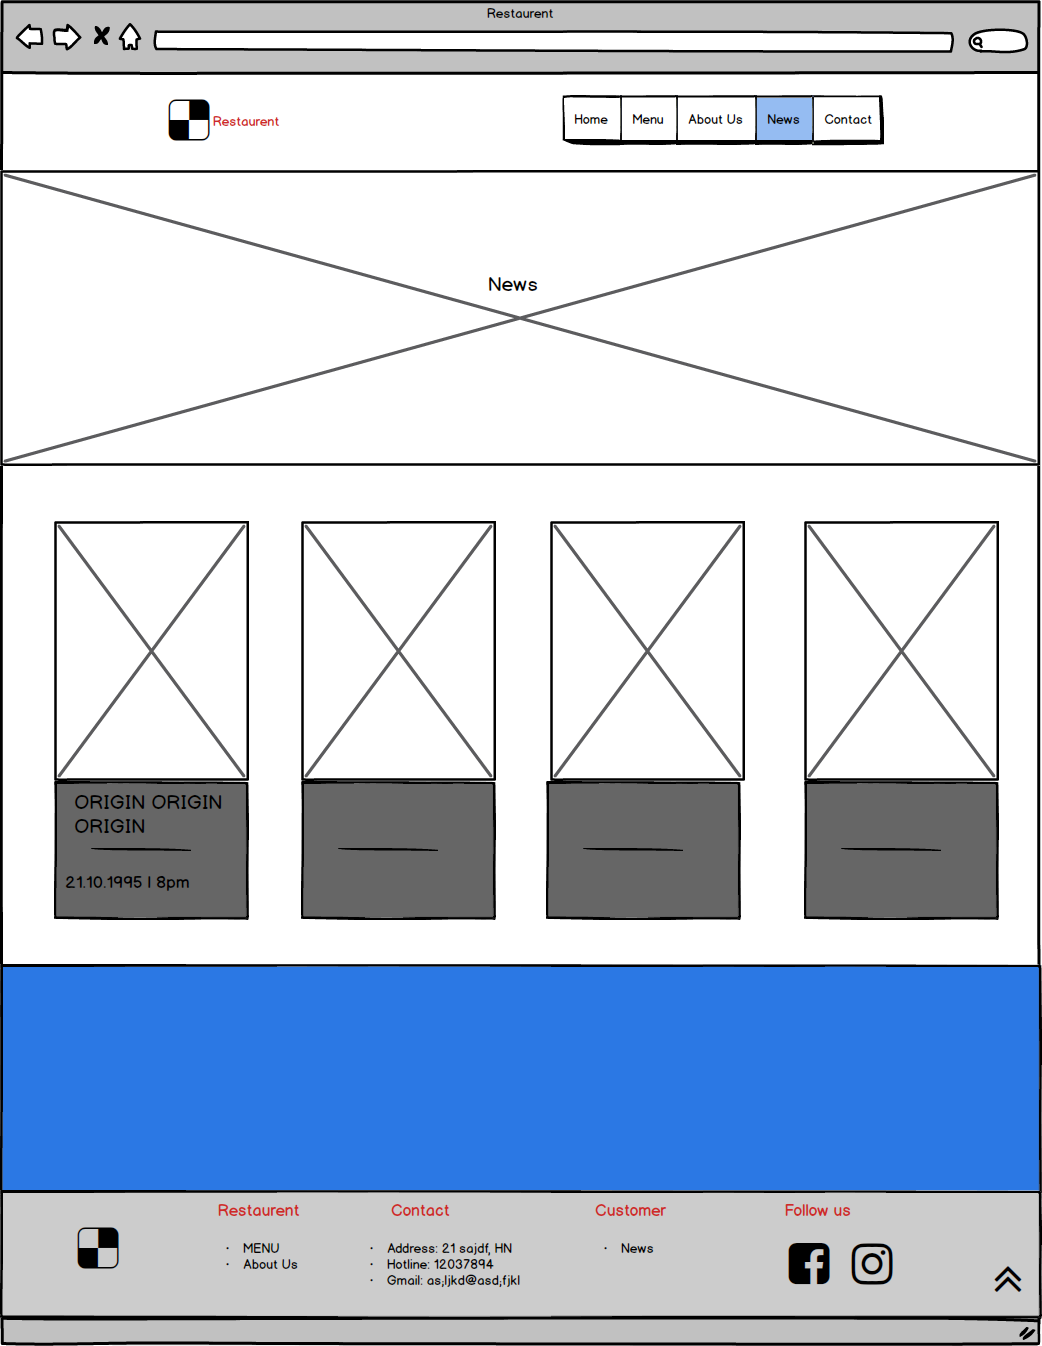 Restaurent
Restaurent
Home Menu About Us News Contact
News
ORIGIN ORIGIN
ORIGIN
21.10.1995 | 8pm
Restaurent
MENU
About Us
Contact
Address: 21 sajdf, HN
Hotline: 12037894
Gmail: as;ljkd@asd;fjkl
Customer
News
Follow us